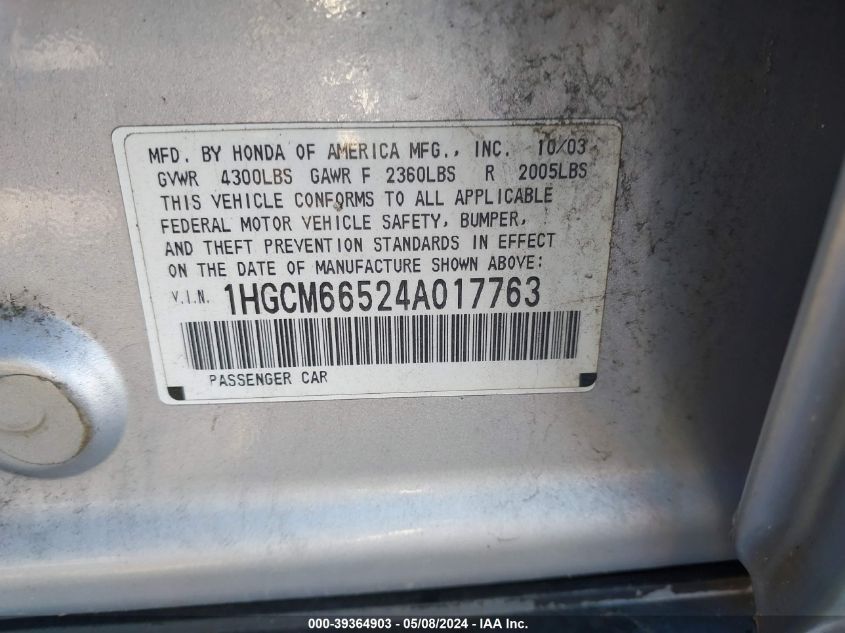 MFD. BY HONDA OF AMERICA MFG., INC. 10/03
GVWR 4300LBS GAWR F 2360LBS R 2005LBS
THIS VEHICLE CONFORMS TO ALL APPLICABLE
FEDERAL MOTOR VEHICLE SAFETY, BUMPER,
AND THEFT PREVENTION STANDARDS IN EFFECT
ON THE DATE OF MANUFACTURE SHOWN ABOVE:
V.I.N. 1HGCM66524A017763
PASSENGER CAR
000-39364903 - 05/08/2024 - IAA Inc.